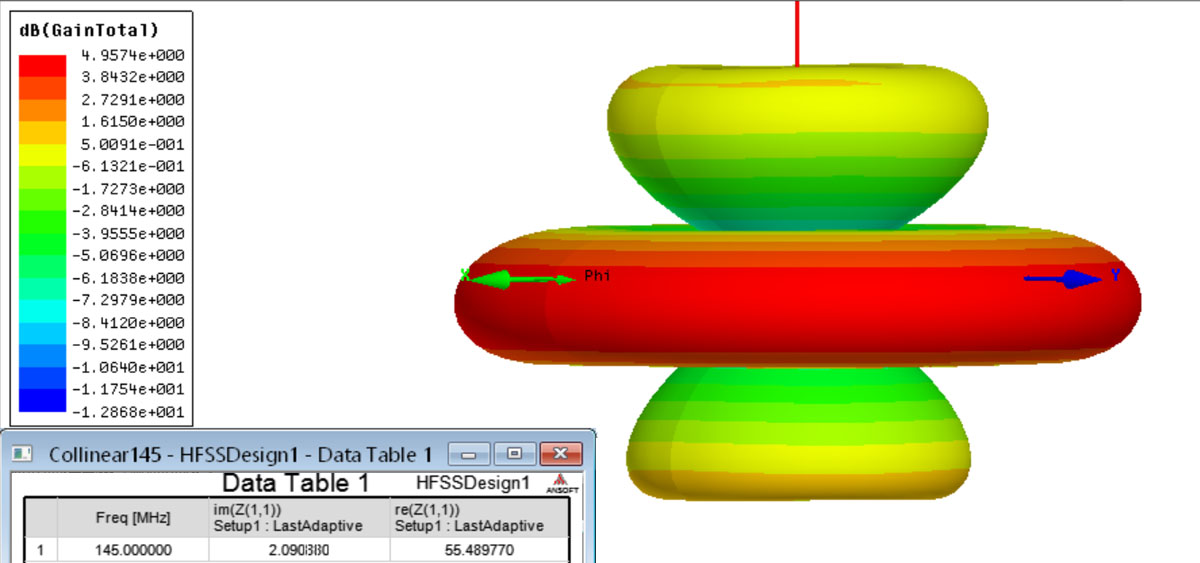 dB(GainTotal)
4.9574e+000
3.8432e+000
2.7291e+000
1.6150e+000
5.0091e-001
-6.1321e-001
-1.7273e+000
-2.8414e+000
-3.9555e+000
-5.0696e+000
-6.1838e+000
-7.2979e+000
-8.4120e+000
-9.5261e+000
-1.0640e+001
-1.1754e+001
-1.2868e+001
X
Phi
Y
Collinear145 - HFSSDesign1 - Data Table 1
Data Table 1
HFSSDesign1
ANSOFT
Freq [MHz]
im(Z(1,1))
Setup1 : LastAdaptive
re(Z(1,1))
Setup1 : LastAdaptive
1 145.000000 2.090380 55.489770